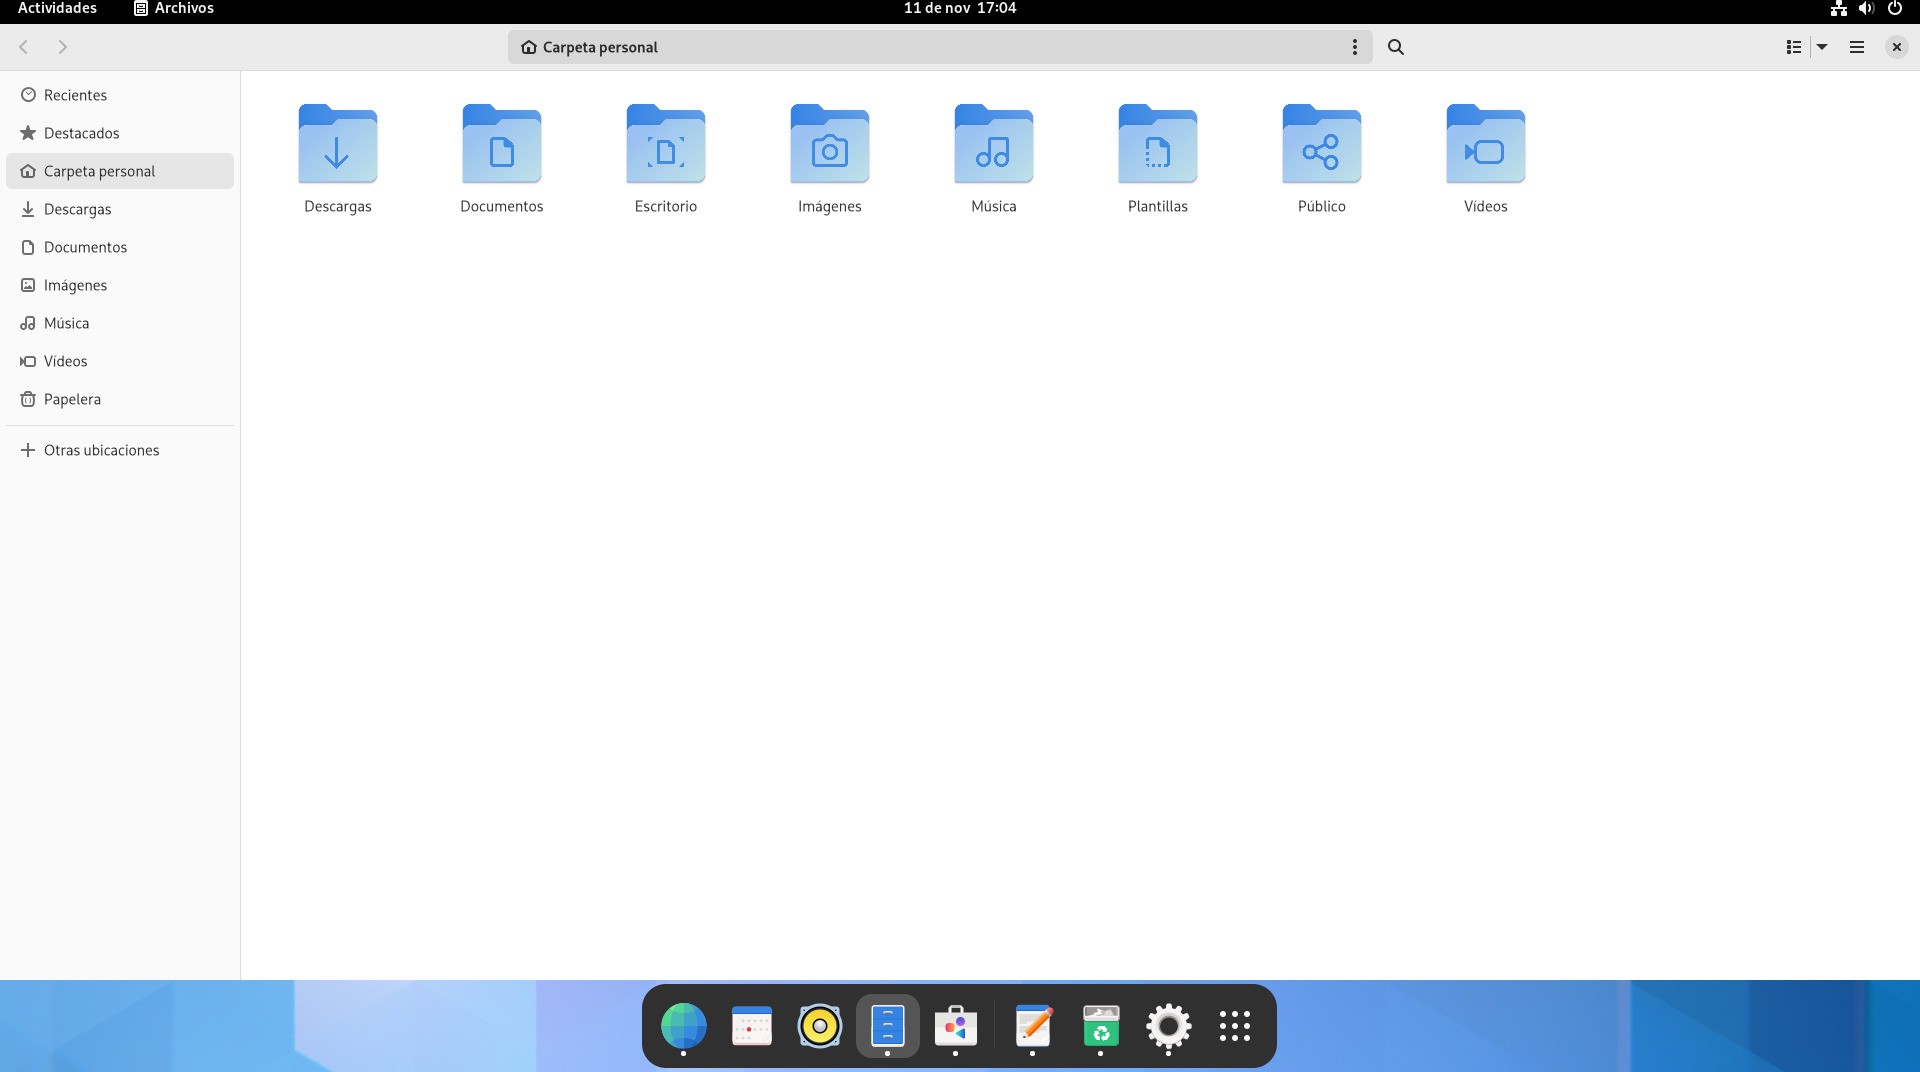 Actividades
Archivos
11 de nov 17:04
Carpeta personal
Recientes
Destacados
Carpeta personal
Descargas
Documentos
Imágenes
Música
Vídeos
Papelera
Otras ubicaciones
Descargas
Documentos
Escritorio
Imágenes
Música
Plantillas
Público
Vídeos